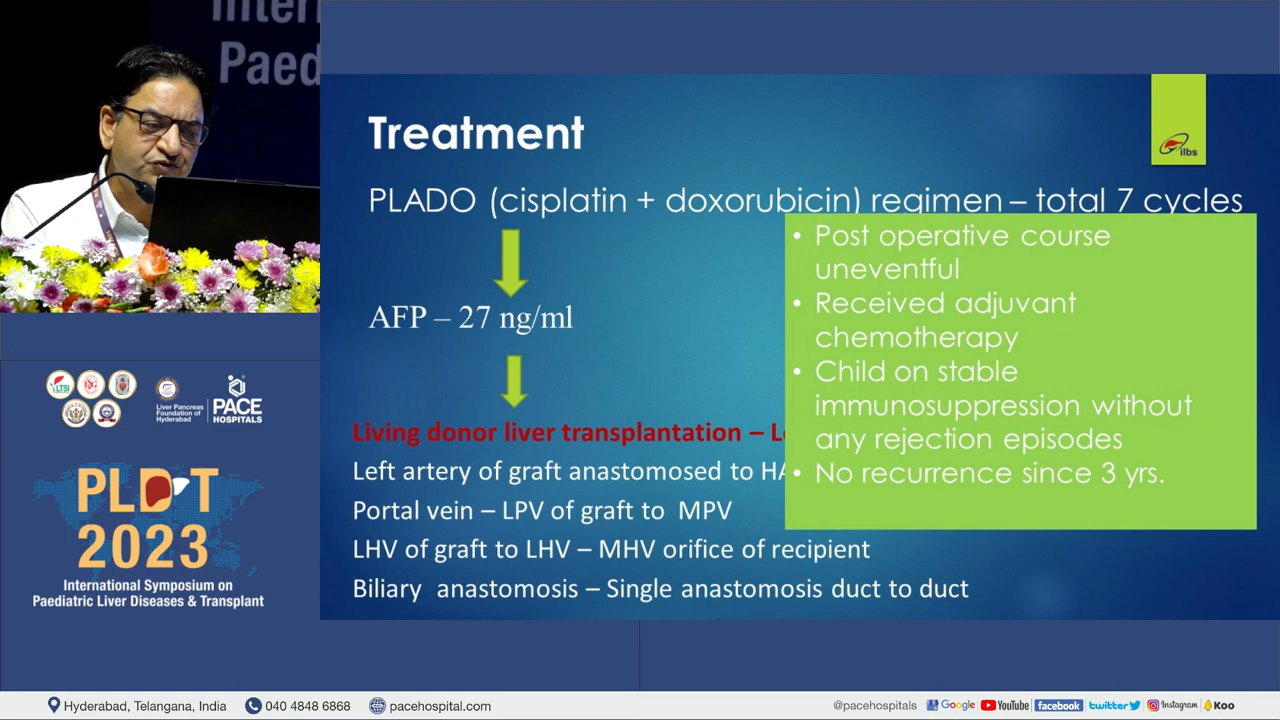 Inter
Paed
Treatment
ilbs
PLADO (cisplatin + doxorubicin) regimen – total 7 cycles
AFP – 27 ng/ml
Living donor liver transplantation –
Left artery of graft anastomosed to HA
Portal vein – LPV of graft to MPV
LHV of graft to LHV – MHV orifice of recipient
Biliary anastomosis – Single anastomosis duct to duct
• Post operative course
uneventful
• Received adjuvant
chemotherapy
• Child on stable
immunosuppression without
any rejection episodes
• No recurrence since 3 yrs.
LTSI
Liver Pancreas
Foundation of
Hyderabad
PACE
HOSPITALS
PLDT
2023
International Symposium on
Paediatric Liver Diseases & Transplant
Hyderabad, Telangana, India
040 4848 6868
pacehospital.com
@pacehospitals
Google
YouTube
facebook
twitter
Instagram
Koo